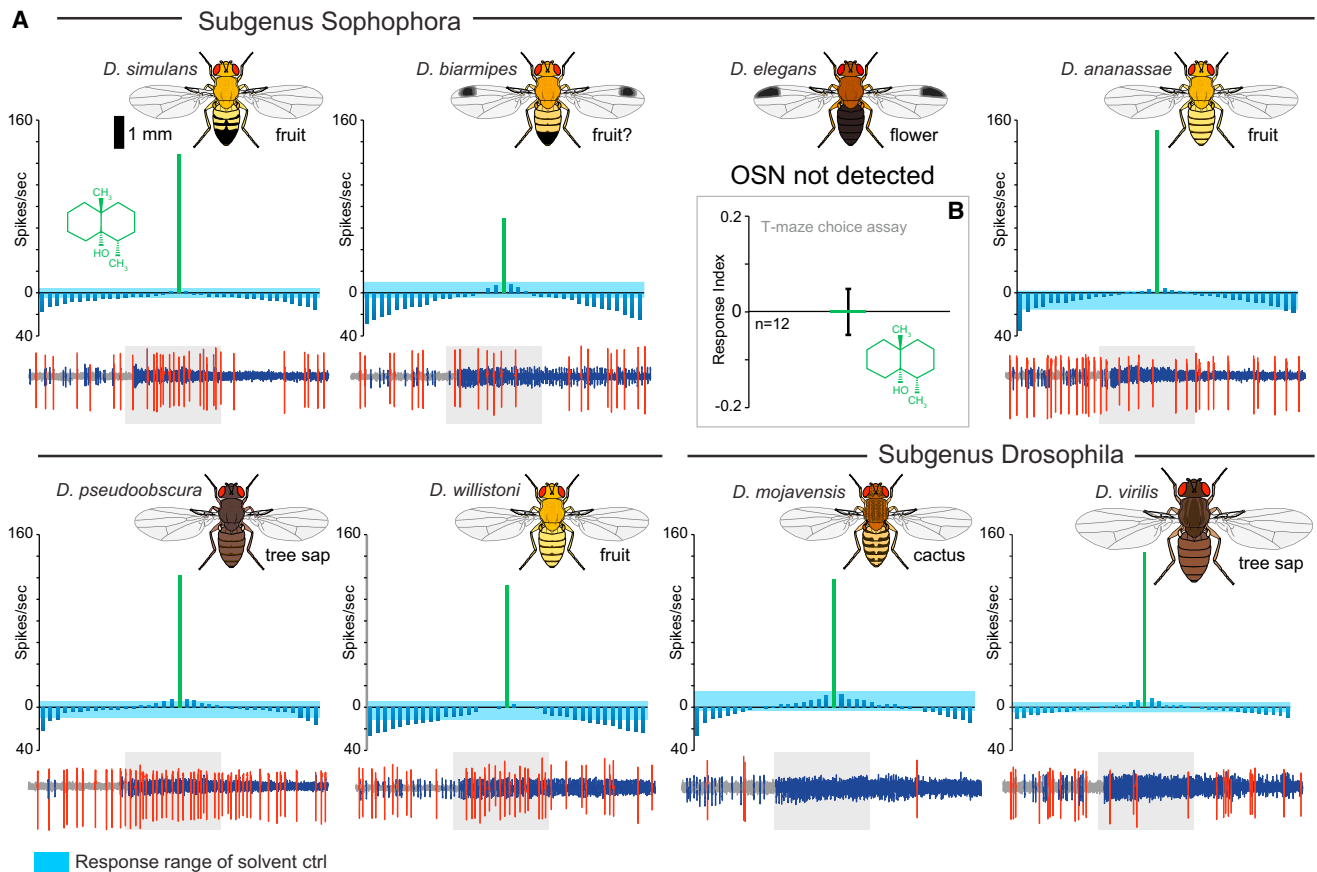 A
Subgenus Sophophora
D. simulans
fruit
1 mm
160
Spikes/sec
0
40
CH3
HO
CH3
D. biarmipes
fruit?
160
Spikes/sec
0
40
D. elegans
flower
OSN not detected
B
T-maze choice assay
0.2
Response Index
0
-0.2
n=12
CH3
HO
CH3
D. ananassae
fruit
160
Spikes/sec
0
40
Subgenus Drosophila
D. pseudoobscura
tree sap
160
Spikes/sec
0
40
D. willistoni
fruit
160
Spikes/sec
0
40
D. mojavensis
cactus
160
Spikes/sec
0
40
D. virilis
tree sap
160
Spikes/sec
0
40
Response range of solvent ctrl